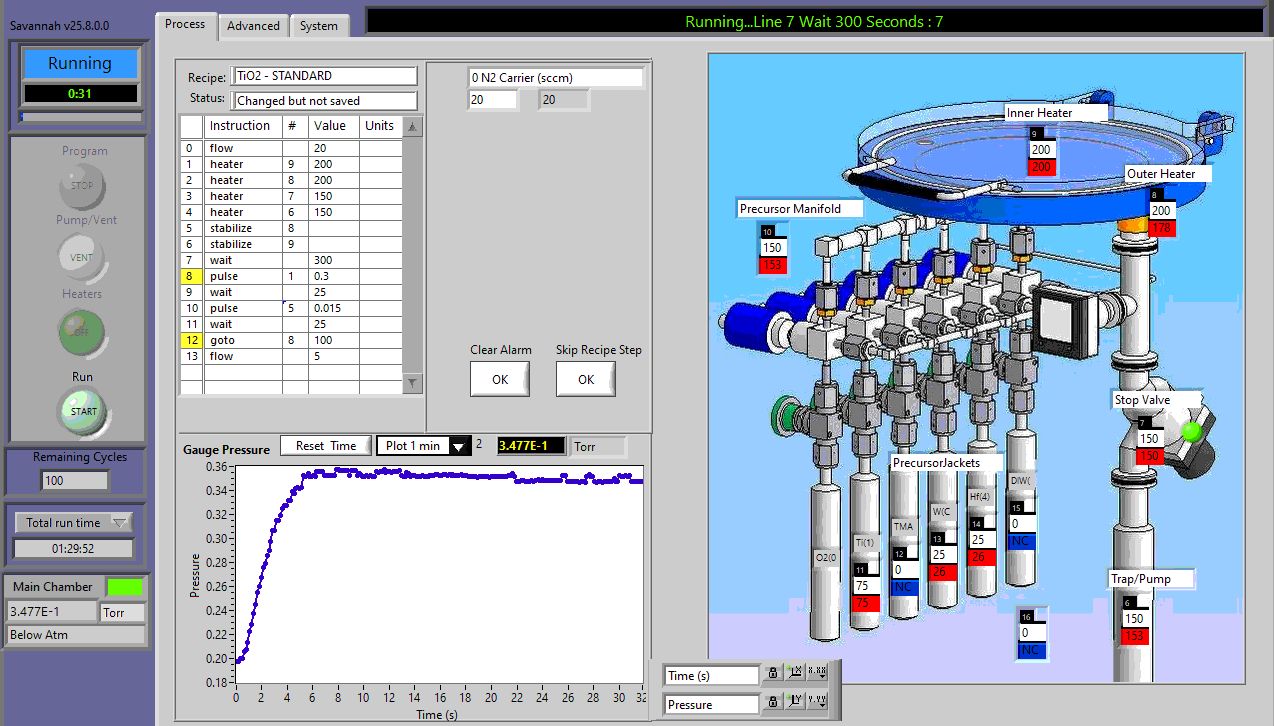 Savannah v25.8.0.0
Process Advanced System
Running...Line 7 Wait 300 Seconds : 7
Running
0:31
Program
STOP
Pump/Vent
VENT
Heaters
OFF
Run
START
Remaining Cycles
100
Total run time
01:29:52
Main Chamber
3.477E-1 Torr
Below Atm
Recipe: TiO2 - STANDARD
Status: Changed but not saved
Instruction # Value Units
0 flow 20
1 heater 9 200
2 heater 8 200
3 heater 7 150
4 heater 6 150
5 stabilize 8
6 stabilize 9
7 wait 300
8 pulse 1 0.3
9 wait 25
10 pulse 5 0.015
11 wait 25
12 goto 8 100
13 flow 5
0 N2 Carrier (sccm)
20 20
Clear Alarm Skip Recipe Step
OK OK
Gauge Pressure Reset Time Plot 1 min 2 3.477E-1 Torr
0.36
0.34
0.32
0.30
0.28
0.26
0.24
0.22
0.20
0.18
Pressure
0 2 4 6 8 10 12 14 16 18 20 22 24 26 28 30 32
Time (s)
Time (s)
Pressure
Inner Heater
9
200
200
Outer Heater
8
200
178
Precursor Manifold
10
150
153
Stop Valve
7
150
150
PrecursorJackets
O2(0
TI(1)
11
75
75
TMA
12
0
NC
W(C
13
25
26
Hf(4)
14
25
26
DIW(
15
0
NC
16
0
NC
Trap/Pump
6
150
153